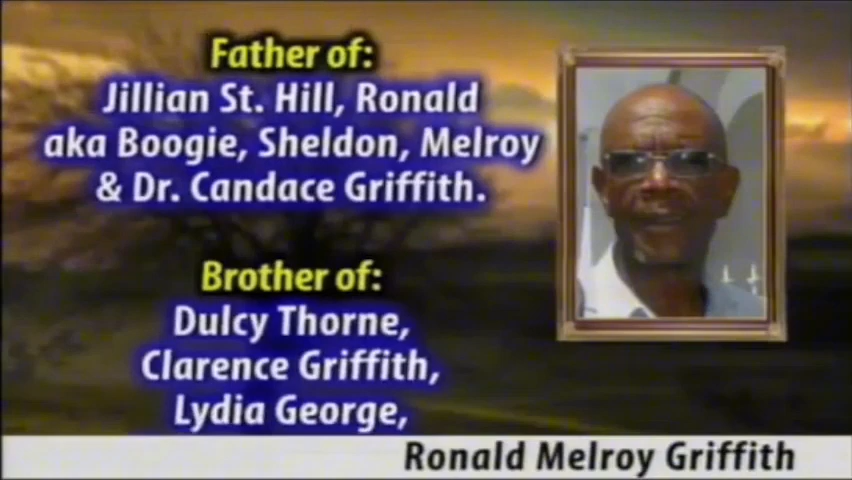 Father of:
Jillian St. Hill, Ronald
aka Boogie, Sheldon, Melroy
& Dr. Candace Griffith.
Brother of:
Dulcy Thorne,
Clarence Griffith,
Lydia George,
Ronald Melroy Griffith